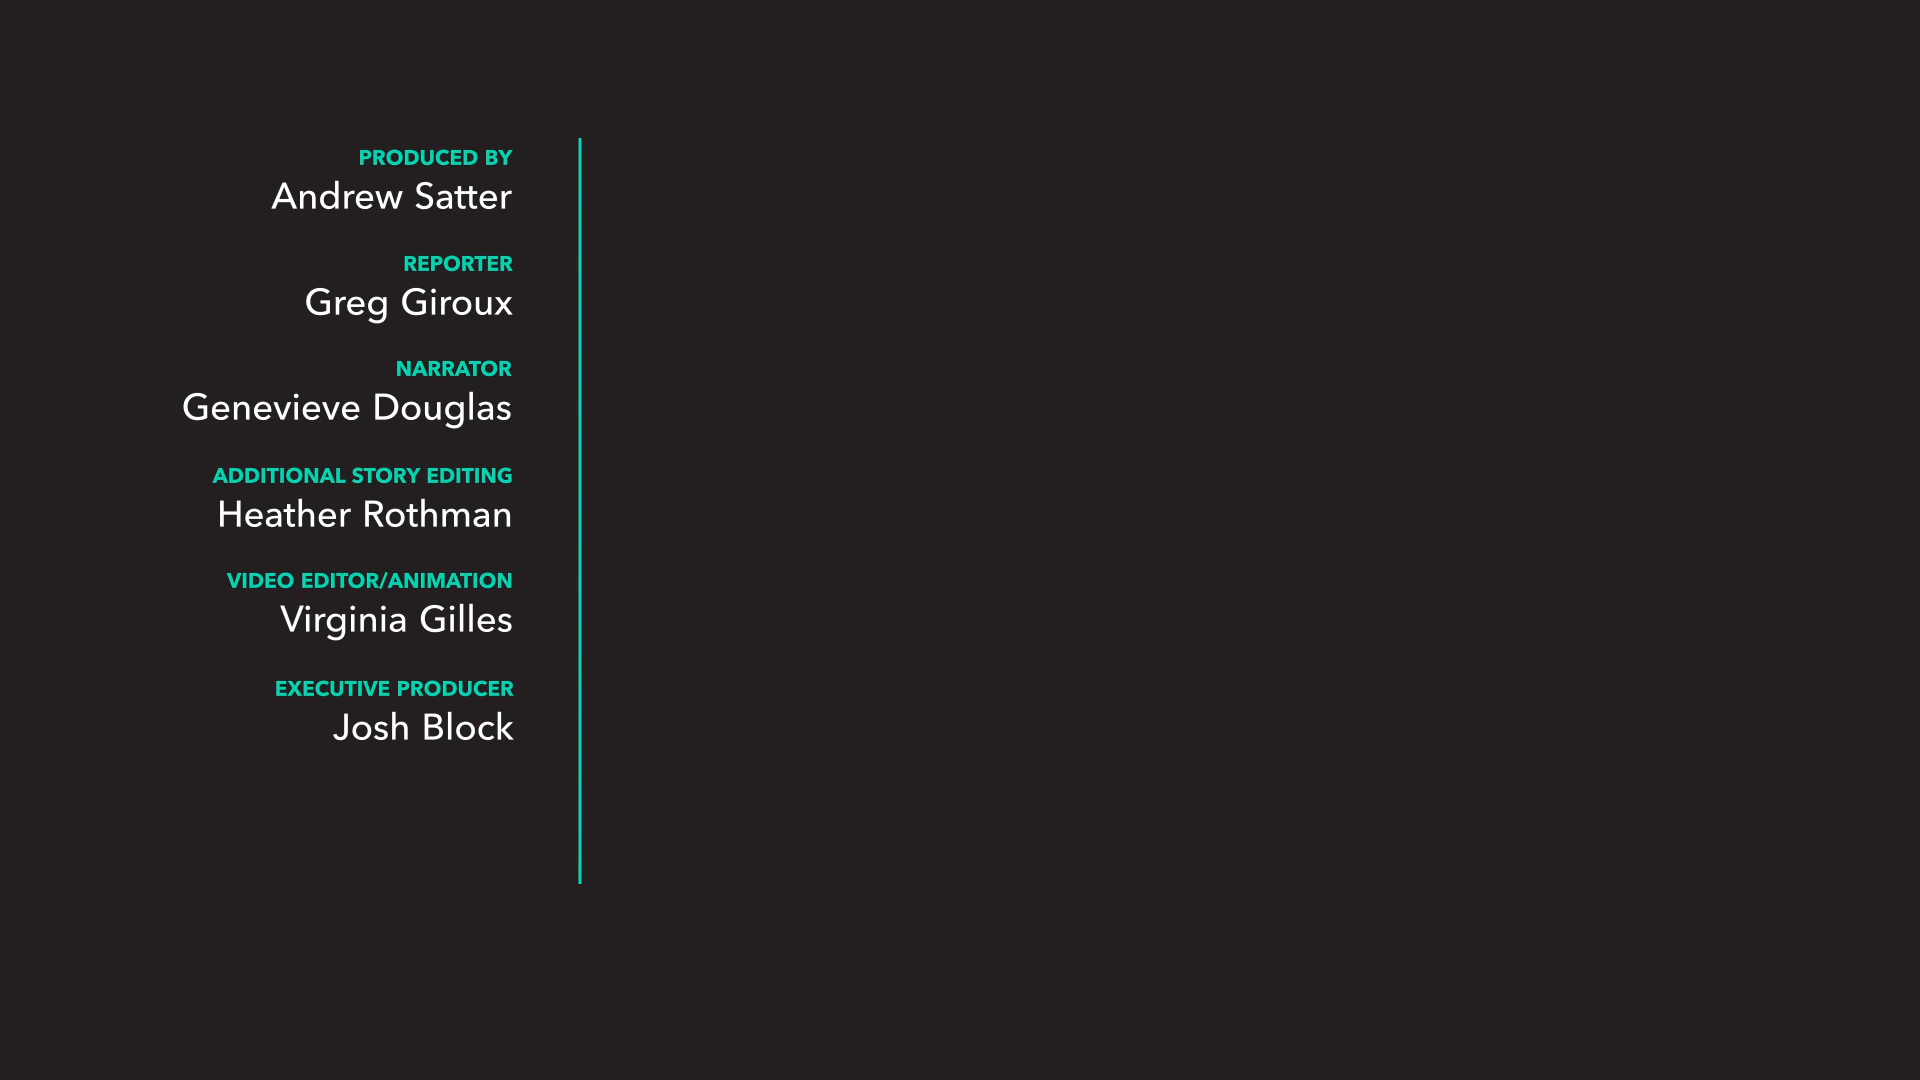 PRODUCED BY
Andrew Satter
REPORTER
Greg Giroux
NARRATOR
Genevieve Douglas
ADDITIONAL STORY EDITING
Heather Rothman
VIDEO EDITOR/ANIMATION
Virginia Gilles
EXECUTIVE PRODUCER
Josh Block